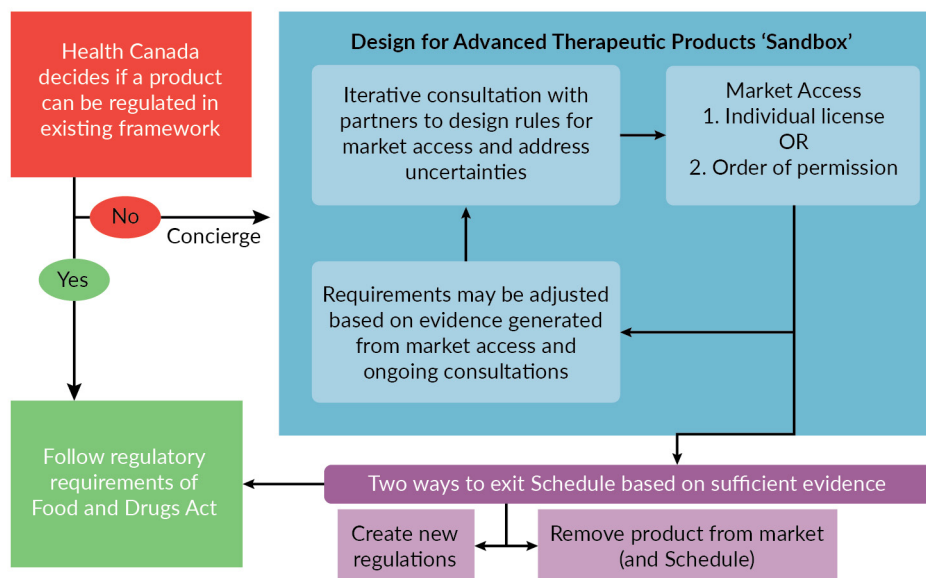 Health Canada
decides if a product
can be regulated in
existing framework
No
Concierge
Yes
Follow regulatory
requirements of
Food and Drugs Act
Design for Advanced Therapeutic Products ‘Sandbox’
Iterative consultation with
partners to design rules for
market access and address
uncertainties
Market Access
1. Individual license
OR
2. Order of permission
Requirements may be adjusted
based on evidence generated
from market access and
ongoing consultations
Two ways to exit Schedule based on sufficient evidence
Create new
regulations
Remove product from market
(and Schedule)